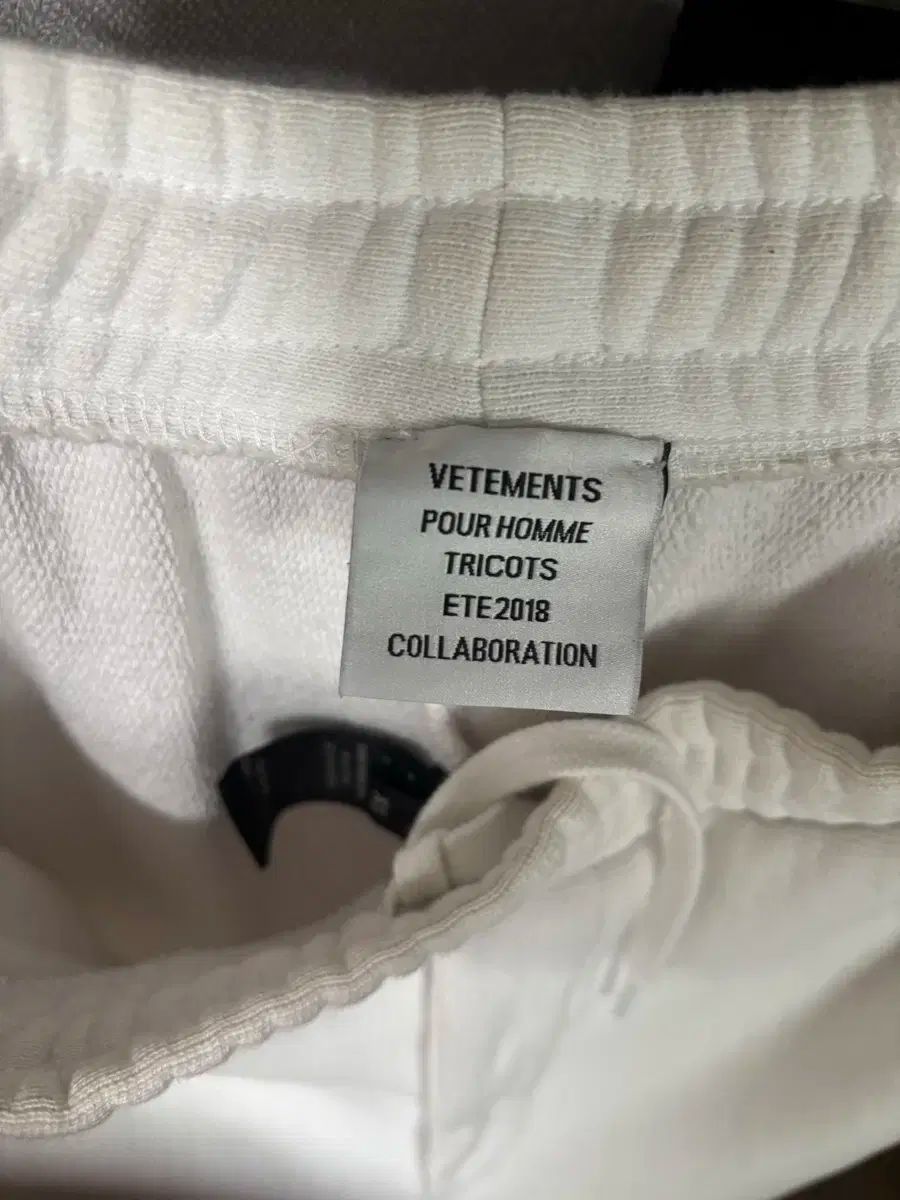 VETEMENTS
POUR HOMME
TRICOTS
ETE2018
COLLABORATION